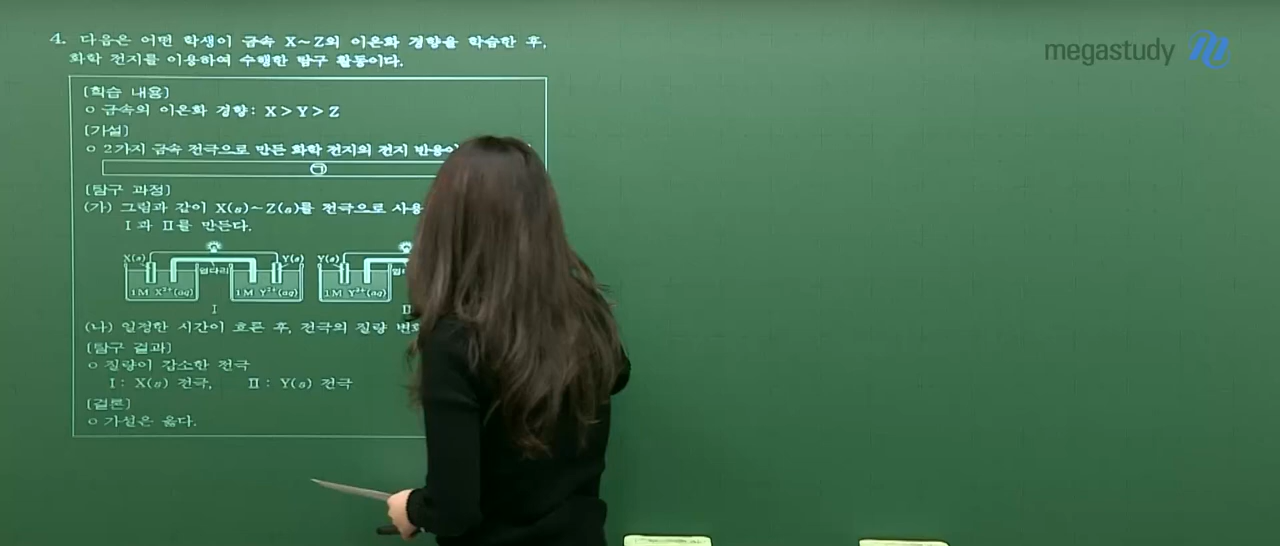 4. 다음은 어떤 학생이 금속 X~Z의 이온화 경향을 학습한 후,
화학 전지를 이용하여 수행한 탐구 활동이다.
megastudy
[학습 내용]
○ 금속의 이온화 경향: X > Y > Z
[가설]
○ 2가지 금속 전극으로 만든 화학 전지의 전지 반응이
㉠
[탐구 과정]
(가) 그림과 같이 X(s)~Z(s)를 전극으로 사용
Ⅰ과 Ⅱ를 만든다.
X(s) 염다리 Y(s) Y(s)
1M X²⁺(aq) 1M Y²⁺(aq) 1M Y²⁺(aq)
Ⅰ Ⅱ
(나) 일정한 시간이 흐른 후, 전극의 질량
[탐구 결과]
○ 질량이 감소한 전극
Ⅰ: X(s) 전극, Ⅱ: Y(s) 전극
[결론]
○ 가설은 옳다.